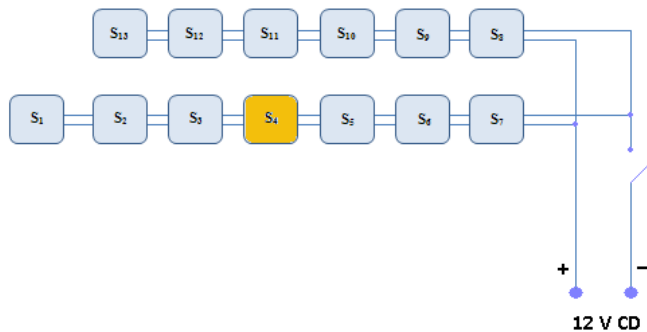 S₁₃ S₁₂ S₁₁ S₁₀ S₉ S₈
S₁ S₂ S₃ S₄ S₅ S₆ S₇
+ −
12 V CD